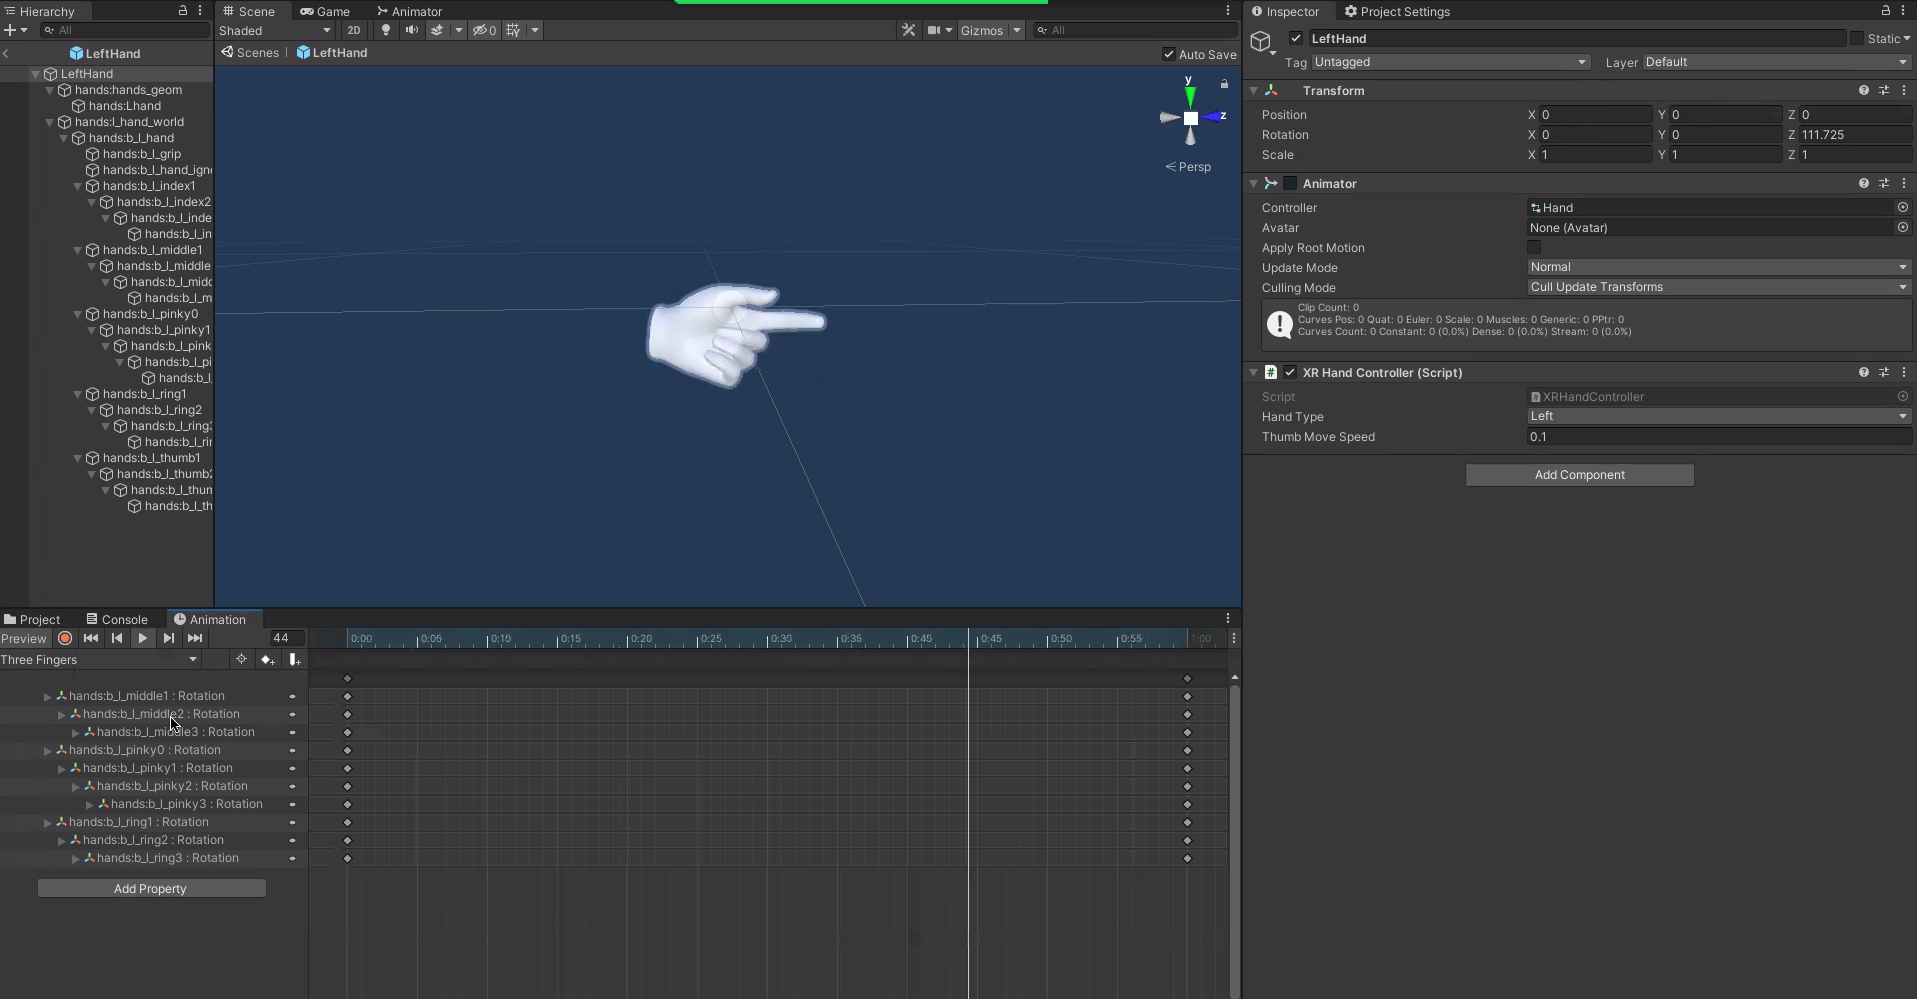 Hierarchy
All
LeftHand
LeftHand
hands:hands_geom
hands:Lhand
hands:l_hand_world
hands:b_l_hand
hands:b_l_grip
hands:b_l_hand_igno
hands:b_l_index1
hands:b_l_index2
hands:b_l_inde
hands:b_l_in
hands:b_l_middle1
hands:b_l_middle
hands:b_l_midd
hands:b_l_m
hands:b_l_pinky0
hands:b_l_pinky1
hands:b_l_pink
hands:b_l_pi
hands:b_l
hands:b_l_ring1
hands:b_l_ring2
hands:b_l_ring3
hands:b_l_rin
hands:b_l_thumb1
hands:b_l_thumb2
hands:b_l_thum
hands:b_l_th
Scene Game Animator
Shaded 2D 0 Gizmos All
Scenes LeftHand Auto Save
y
z
Persp
Inspector Project Settings
LeftHand Static
Tag Untagged Layer Default
Transform
Position X 0 Y 0 Z 0
Rotation X 0 Y 0 Z 111.725
Scale X 1 Y 1 Z 1
Animator
Controller Hand
Avatar None (Avatar)
Apply Root Motion
Update Mode Normal
Culling Mode Cull Update Transforms
Clip Count: 0
Curves Pos: 0 Quat: 0 Euler: 0 Scale: 0 Muscles: 0 Generic: 0 PPtr: 0
Curves Count: 0 Constant: 0 (0.0%) Dense: 0 (0.0%) Stream: 0 (0.0%)
XR Hand Controller (Script)
Script XRHandController
Hand Type Left
Thumb Move Speed 0.1
Add Component
Project Console Animation
Preview 44 0:00 0:05 0:10 0:15 0:20 0:25 0:30 0:35 0:45 0:45 0:50 0:55 1:00
Three Fingers
hands:b_l_middle1 : Rotation
hands:b_l_middle2 : Rotation
hands:b_l_middle3 : Rotation
hands:b_l_pinky0 : Rotation
hands:b_l_pinky1 : Rotation
hands:b_l_pinky2 : Rotation
hands:b_l_pinky3 : Rotation
hands:b_l_ring1 : Rotation
hands:b_l_ring2 : Rotation
hands:b_l_ring3 : Rotation
Add Property